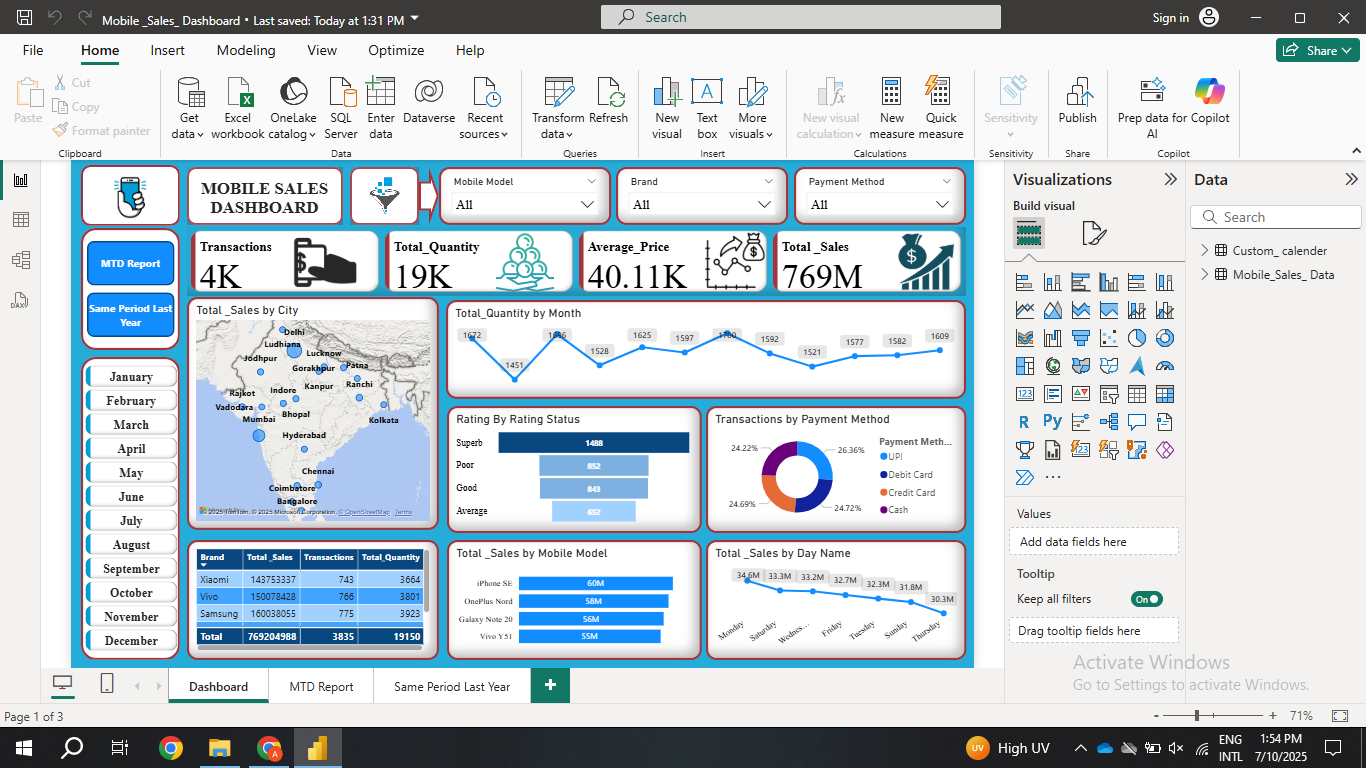 Mobile _Sales_ Dashboard • Last saved: Today at 1:31 PM
Search
Sign in
File
Home
Insert
Modeling
View
Optimize
Help
Share
Paste
Cut
Copy
Format painter
Clipboard
Get data
Excel workbook
OneLake catalog
SQL Server
Enter data
Dataverse
Recent sources
Data
Transform data
Refresh
Queries
New visual
Text box
More visuals
Insert
New visual calculation
New measure
Quick measure
Calculations
Sensitivity
Sensitivity
Publish
Share
Prep data for AI
Copilot
Copilot
MOBILE SALES
DASHBOARD
Mobile Model
All
Brand
All
Payment Method
All
MTD Report
Same Period Last
Year
Transactions
4K
Total_Quantity
19K
Average_Price
40.11K
Total _Sales
769M
January
February
March
April
May
June
July
August
September
October
November
December
Total _Sales by City
Delhi
Ludhiana
Lucknow
Jodhpur
Gorakhpur
Patna
Rajkot
Indore
Kanpur
Ranchi
Vadodara
Bhopal
Mumbai
Kolkata
Hyderabad
Chennai
Coimbatore
Bangalore
© 2025 TomTom, © 2025 Microsoft Corporation, © OpenStreetMap Terms
Total_Quantity by Month
1672
1451
1528
1625
1597
1700
1592
1521
1577
1582
1609
Rating By Rating Status
Superb 1488
Poor 852
Good 843
Average 652
Transactions by Payment Method
24.22%
26.36%
24.69%
24.72%
Payment Meth...
UPI
Debit Card
Credit Card
Cash
Brand Total _Sales Transactions Total_Quantity
Xiaomi 143753337 743 3664
Vivo 150078428 766 3801
Samsung 160038055 775 3923
Total 769204988 3835 19150
Total _Sales by Mobile Model
iPhone SE 60M
OnePlus Nord 58M
Galaxy Note 20 56M
Vivo Y51 55M
Total _Sales by Day Name
34.6M 33.3M 33.2M 32.7M 32.3M 31.8M 30.3M
Monday Saturday Wednes... Friday Tuesday Sunday Thursday
Visualizations
Build visual
Values
Add data fields here
Tooltip
Keep all filters
On
Drag tooltip fields here
Data
Search
Custom_ calender
Mobile_Sales_ Data
Activate Windows
Go to Settings to activate Windows.
Dashboard
MTD Report
Same Period Last Year
Page 1 of 3
71%
UV
High UV
ENG
INTL
1:54 PM
7/10/2025